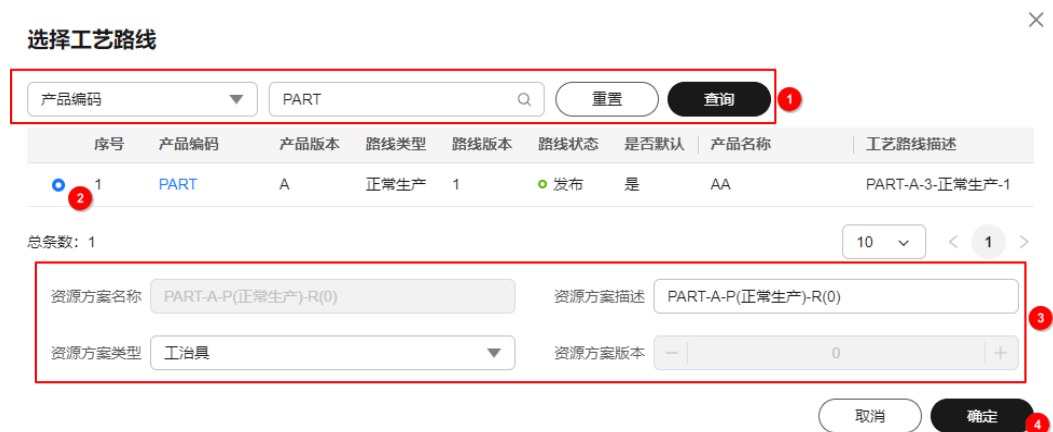 选择工艺路线
产品编码 PART 重置 查询 1
序号 产品编码 产品版本 路线类型 路线版本 路线状态 是否默认 产品名称 工艺路线描述
1 PART A 正常生产 1 发布 是 AA PART-A-3-正常生产-1
2
总条数：1 10 < 1 >
资源方案名称 PART-A-P(正常生产)-R(0) 资源方案描述 PART-A-P(正常生产)-R(0)
3
资源方案类型 工治具 资源方案版本 − 0 +
取消 确定 4